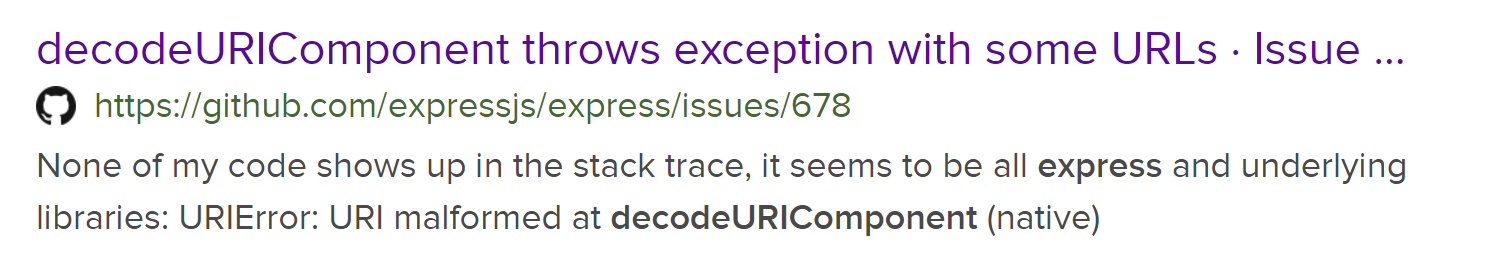 decodeURIComponent throws exception with some URLs · Issue ...
https://github.com/expressjs/express/issues/678
None of my code shows up in the stack trace, it seems to be all express and underlying
libraries: URIError: URI malformed at decodeURIComponent (native)